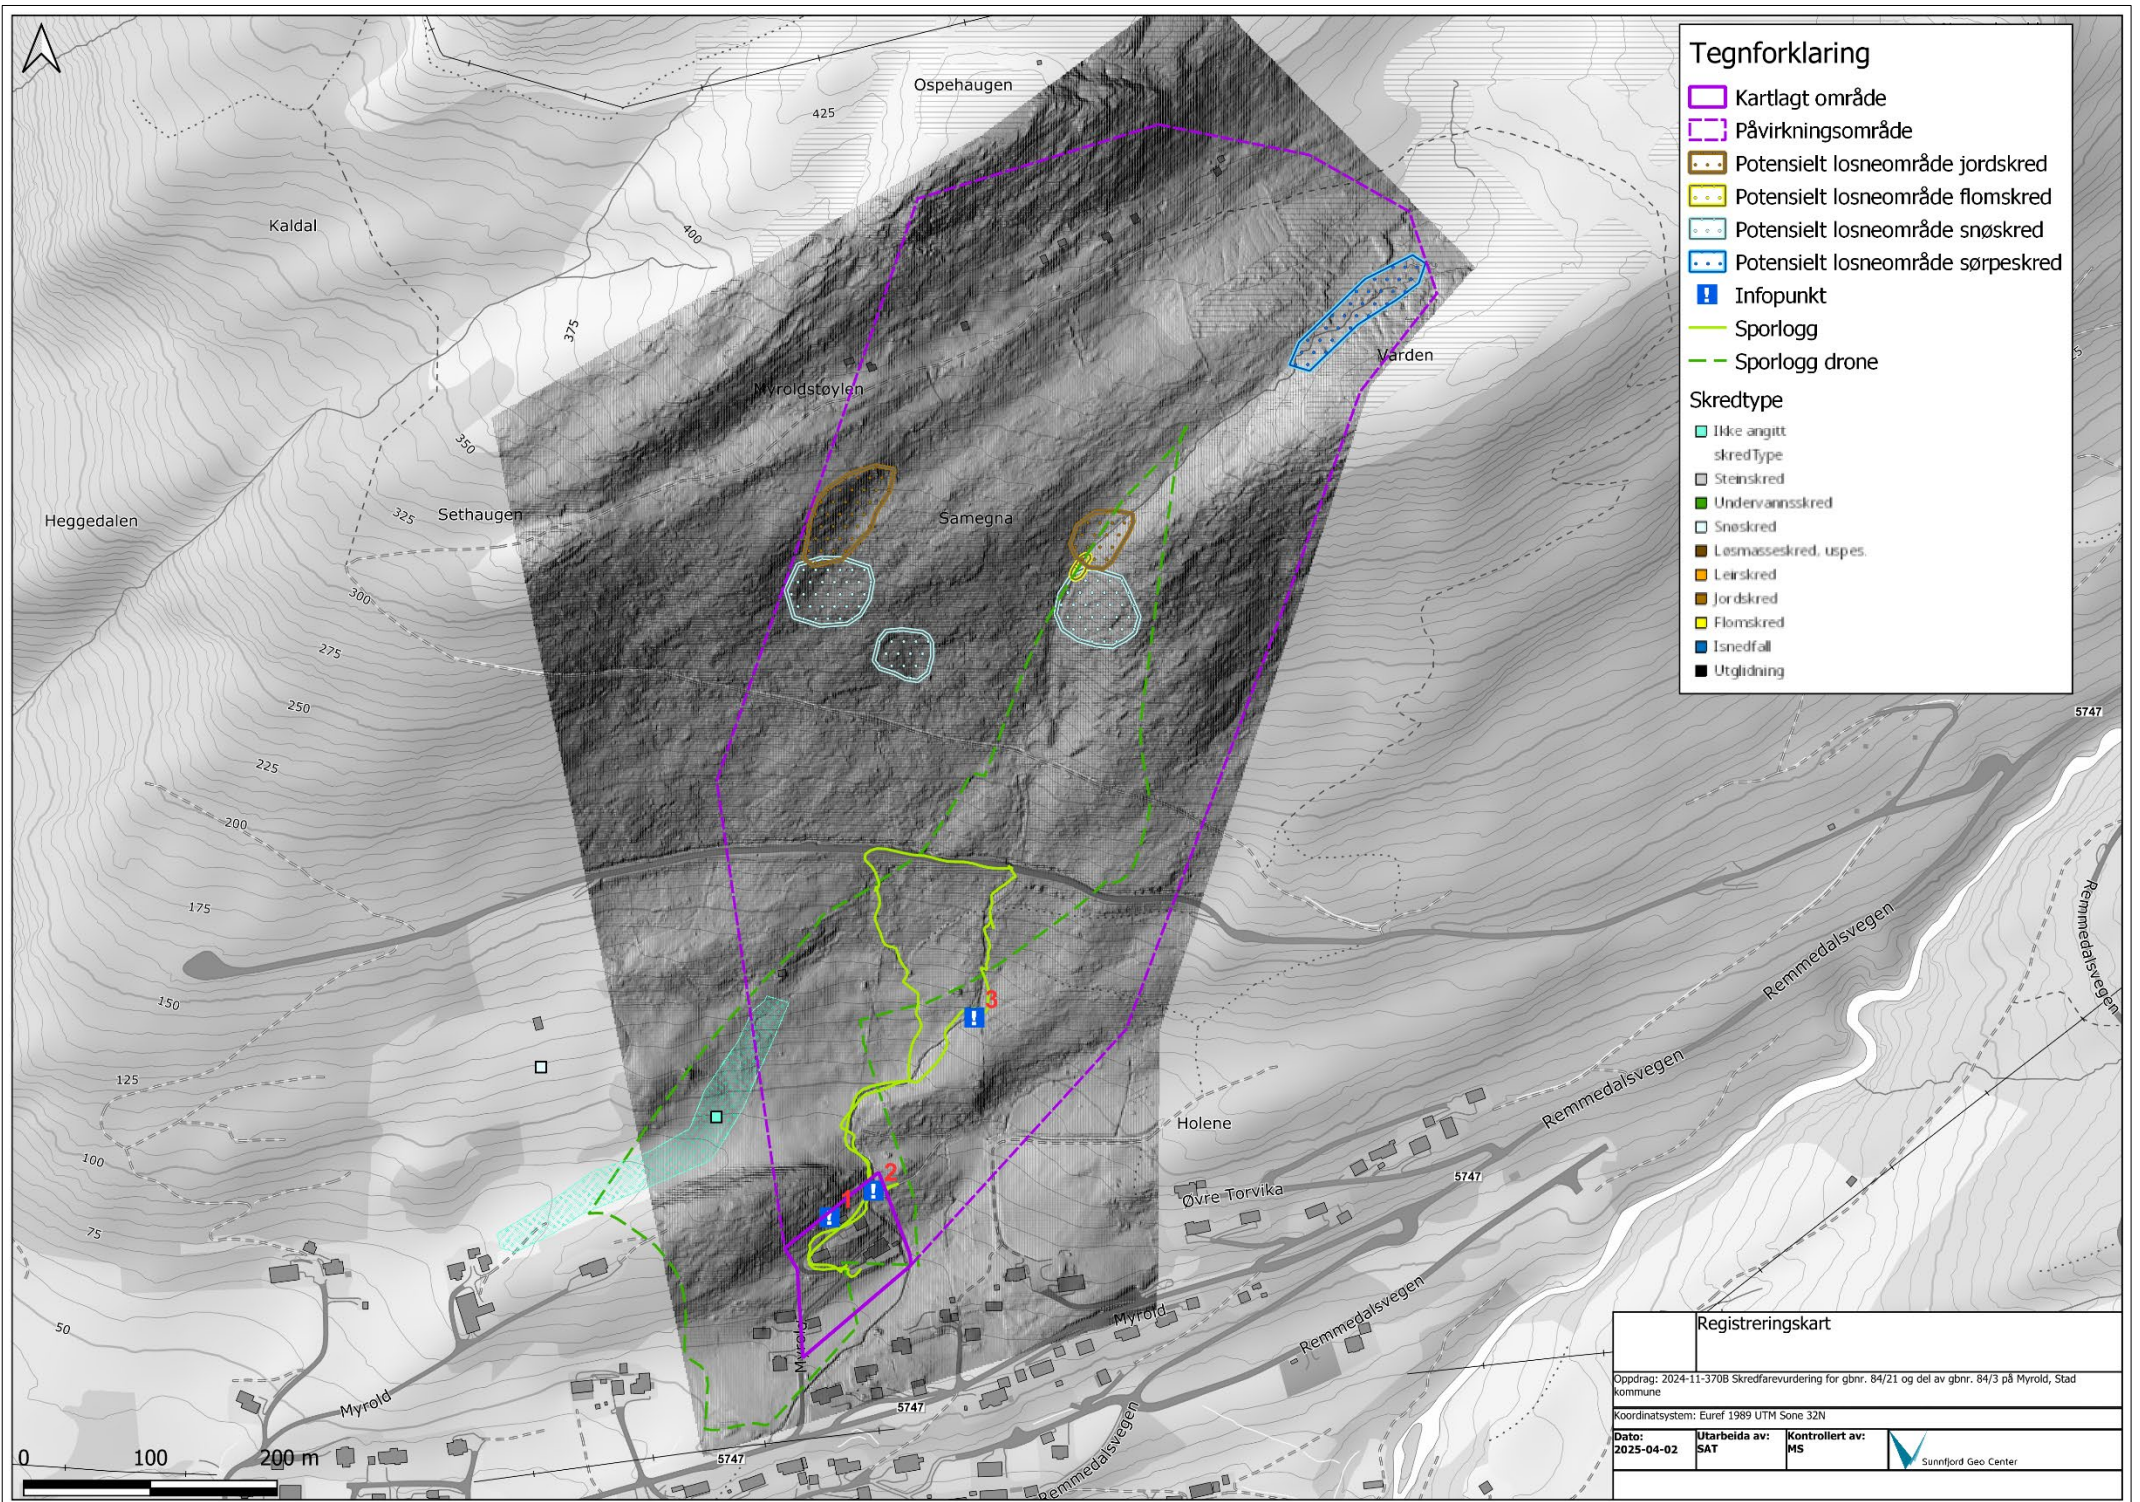 Tegnforklaring
Kartlagt område
Påvirkningsområde
Potensielt losneområde jordskred
Potensielt losneområde flomskred
Potensielt losneområde snøskred
Potensielt losneområde sørpeskred
Infopunkt
Sporlogg
Sporlogg drone
Skredtype
Ikke angitt
skredType
Steinskred
Undervannsskred
Snøskred
Løsmasseskred, uspes.
Leirskred
Jordskred
Flomskred
Isnedfall
Utglidning
Ospehaugen
425
Kaldal
400
375
Varden
Myroldstøylen
350
Heggedalen
325
Sethaugen
Samegna
300
275
250
5747
225
200
175
Remmedalsvegen
Remmedalsvegen
150
3
125
Remmedalsvegen
Holene
100
2
1
5747
Øvre Torvika
75
50
Myrold
Myrold
Remmedalsvegen
Myrold
5747
5747
Remmedalsvegen
0 100 200 m
Registreringskart
Oppdrag: 2024-11-370B Skredfarevurdering for gbnr. 84/21 og del av gbnr. 84/3 på Myrold, Stad
kommune
Koordinatsystem: Euref 1989 UTM Sone 32N
Dato: Utarbeida av: Kontrollert av:
2025-04-02 SAT MS
Sunnfjord Geo Center